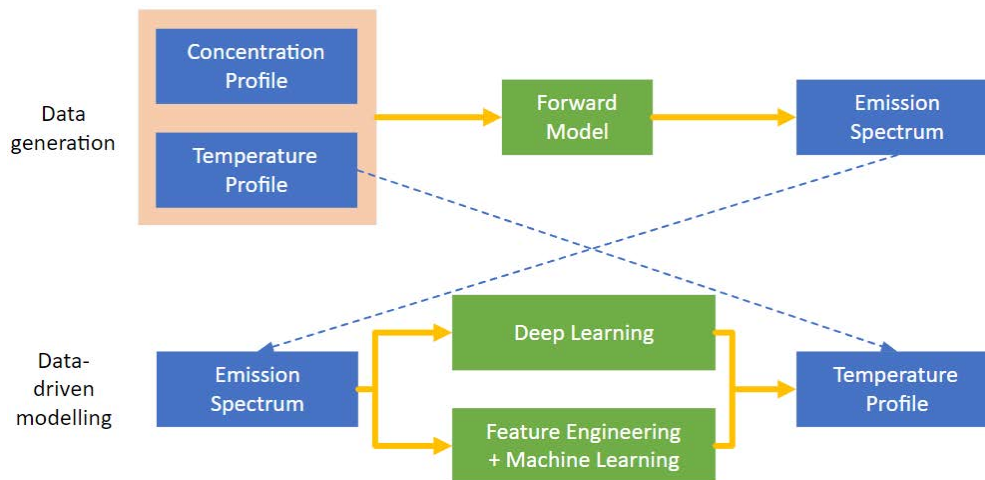 Data
generation
Concentration
Profile
Temperature
Profile
Forward
Model
Emission
Spectrum
Data-
driven
modelling
Emission
Spectrum
Deep Learning
Feature Engineering
+ Machine Learning
Temperature
Profile